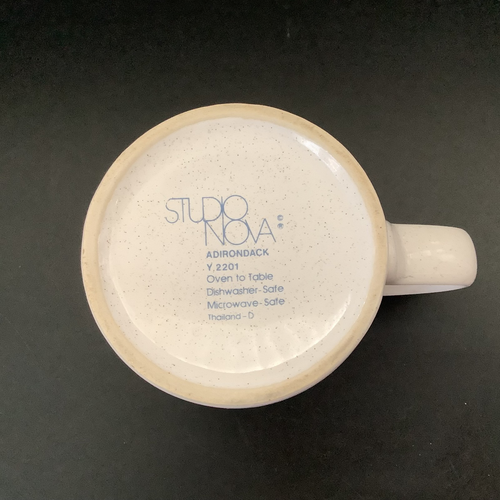 STUDIO
NOVA ©®
ADIRONDACK
Y 2201
Oven to Table
Dishwasher-Safe
Microwave-Safe
Thailand - D